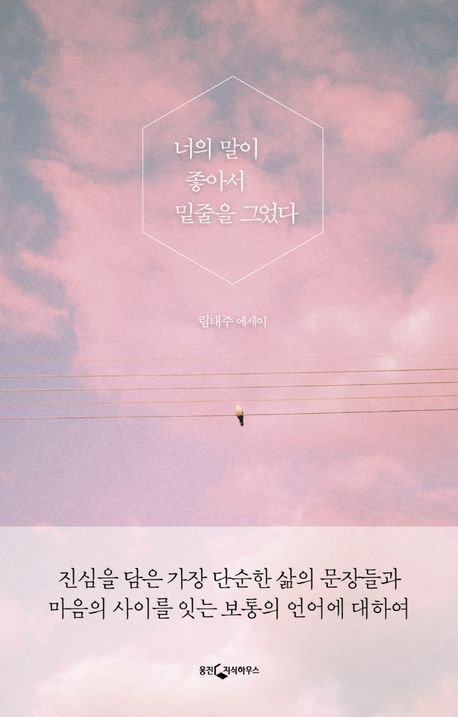 너의 말이
좋아서
밑줄을 그었다
림태주 에세이
진심을 담은 가장 단순한 삶의 문장들과
마음의 사이를 잇는 보통의 언어에 대하여
웅진 지식하우스